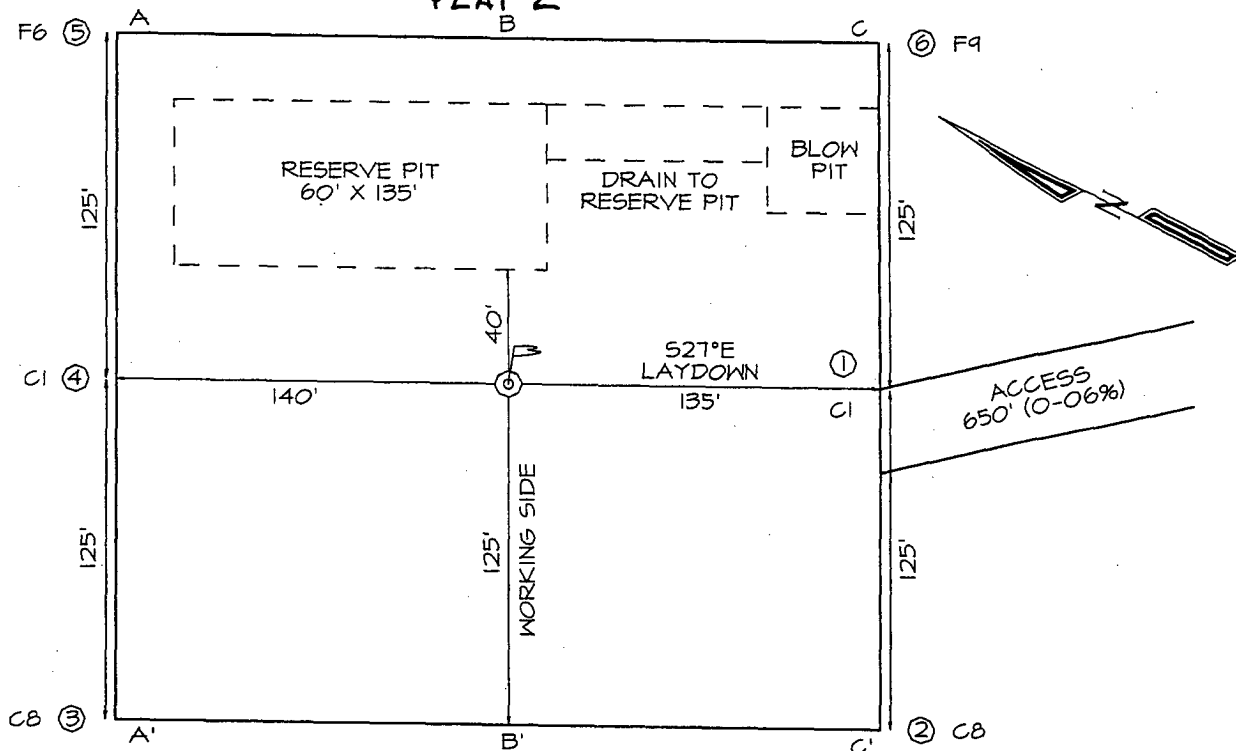 PLAT 2
A
B
C
F6 ⑤
⑥ F9
RESERVE PIT
60' X 135'
DRAIN TO
RESERVE PIT
BLOW
PIT
125'
125'
N
40'
S27°E
LAYDOWN
①
C1 ④
140'
135'
C1
ACCESS
650' (0-06%)
125'
125'
WORKING SIDE
125'
C8 ③
A'
B'
C'
② C8